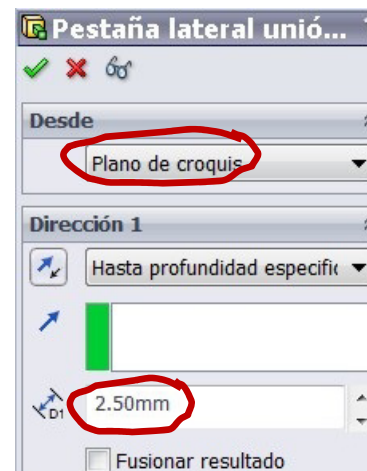 Pestaña lateral unió...
Desde
Plano de croquis
Dirección 1
Hasta profundidad especific
D1
2.50mm
Fusionar resultado